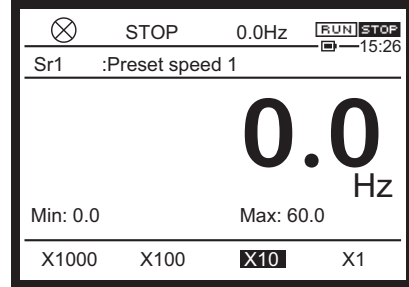 STOP 0.0Hz RUN STOP
15:26
Sr1 :Preset speed 1
0.0
Hz
Min: 0.0 Max: 60.0
X1000 X100 X10 X1